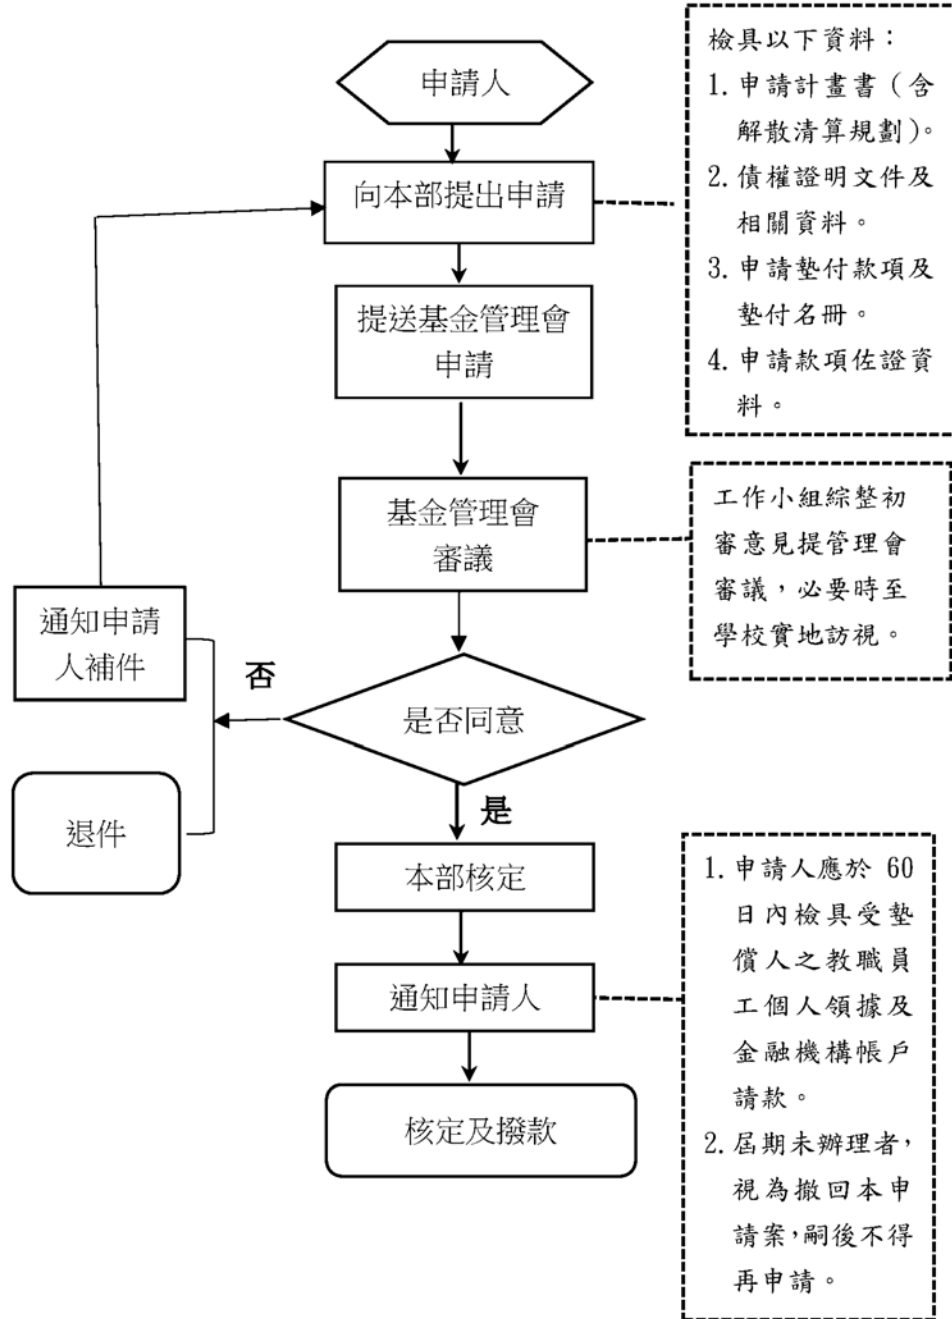 申請人
向本部提出申請
檢具以下資料：
1. 申請計畫書（含
解散清算規劃）。
2. 債權證明文件及
相關資料。
3. 申請墊付款項及
墊付名冊。
4. 申請款項佐證資
料。
提送基金管理會
申請
基金管理會
審議
工作小組綜整初
審意見提管理會
審議，必要時至
學校實地訪視。
是否同意
否
通知申請
人補件
退件
是
本部核定
通知申請人
1. 申請人應於 60
日內檢具受墊
償人之教職員
工個人領據及
金融機構帳戶
請款。
2. 屆期未辦理者，
視為撤回本申
請案，嗣後不得
再申請。
核定及撥款